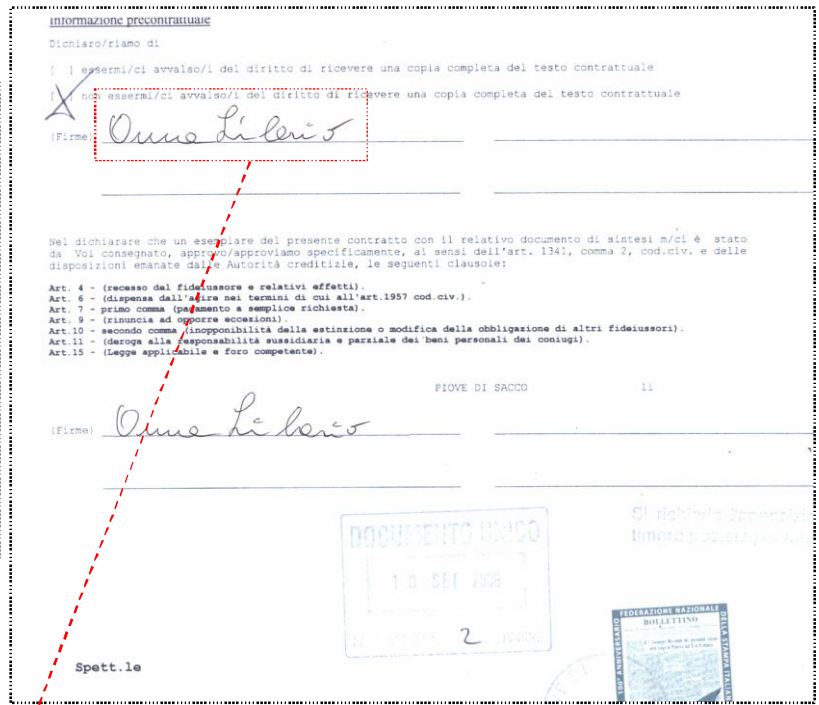 Informazione precontrattuale
Dichiaro/riamo di
[ ] essermi/ci avvalso/i del diritto di ricevere una copia completa del testo contrattuale
[X] non essermi/ci avvalso/i del diritto di ricevere una copia completa del testo contrattuale
(Firme)
Nel dichiarare che un esemplare del presente contratto con il relativo documento di sintesi m/ci è stato
da Voi consegnato, approvo/approviamo specificamente, ai sensi dell'art. 1341, comma 2, cod.civ. e delle
disposizioni emanate dalle Autorità creditizie, le seguenti clausole:
Art. 4 - (recesso del fideiussore e relativi effetti).
Art. 6 - (dispensa dall'agire nei termini di cui all'art.1957 cod.civ.).
Art. 7 - primo comma (pagamento a semplice richiesta).
Art. 9 - (rinuncia ad opporre eccezioni).
Art.10 - secondo comma (inopponibilità della estinzione o modifica della obbligazione di altri fideiussori).
Art.11 - (deroga alla responsabilità sussidiaria e parziale dei beni personali dei coniugi).
Art.15 - (Legge applicabile e foro competente).
PIOVE DI SACCO li
(Firme)
DOCUMENTO UNICO
SET
2
FEDERAZIONE NAZIONALE
DELLA STAMPA ITALIAN
100° ANNIVERSARIO
BOLLETTINO
Spett.le